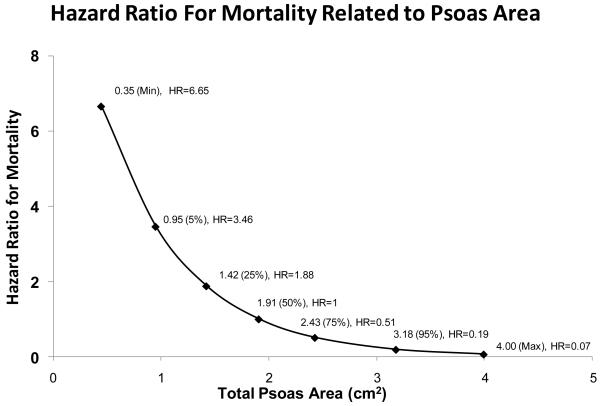 Hazard Ratio For Mortality Related to Psoas Area
Hazard Ratio for Mortality
8
6
4
2
0
0.35 (Min), HR=6.65
0.95 (5%), HR=3.46
1.42 (25%), HR=1.88
1.91 (50%), HR=1
2.43 (75%), HR=0.51
3.18 (95%), HR=0.19
4.00 (Max), HR=0.07
0 1 2 3 4 5
Total Psoas Area (cm²)